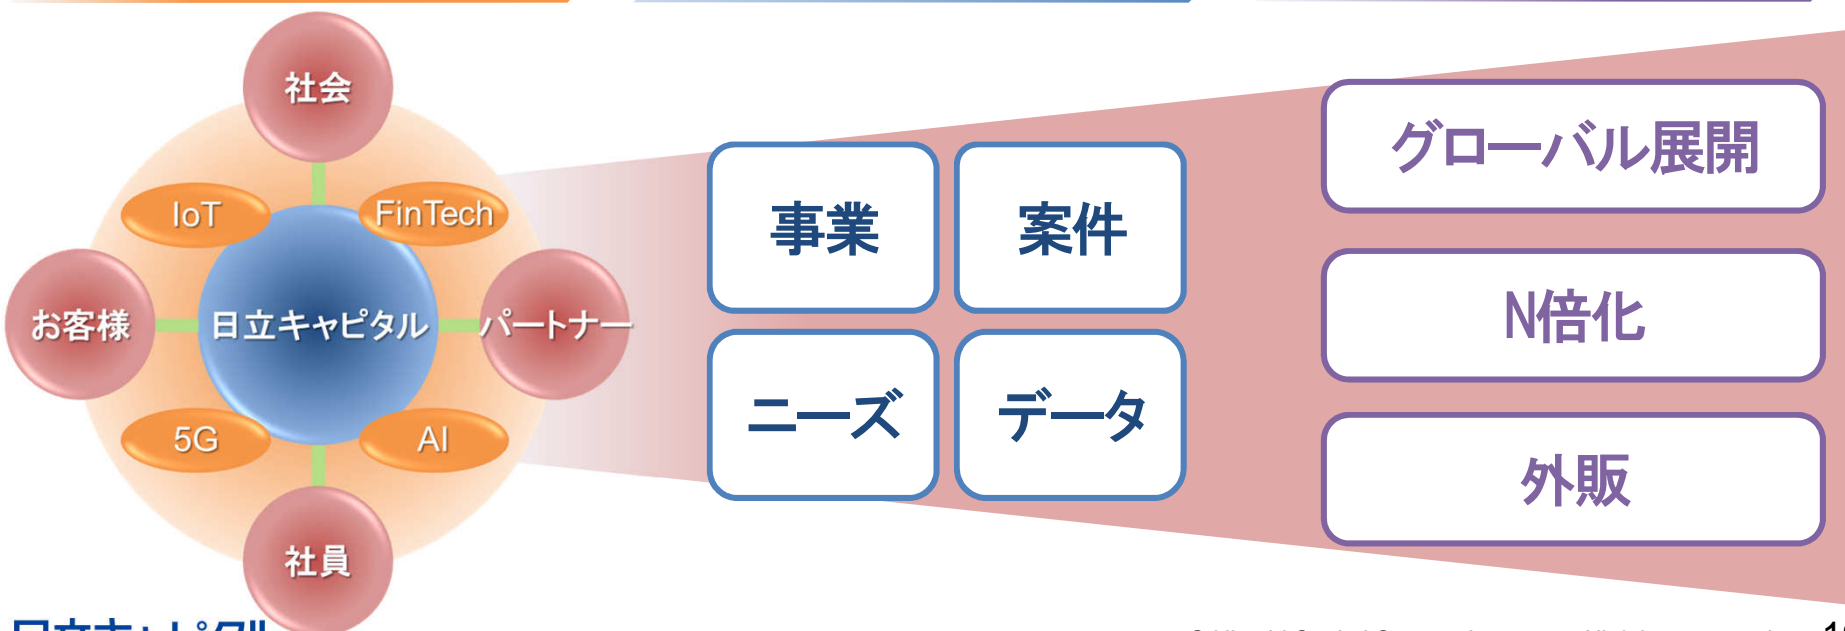 社会
IoT
FinTech
お客様
日立キャピタル
パートナー
5G
AI
社員
事業
案件
ニーズ
データ
グローバル展開
N倍化
外販